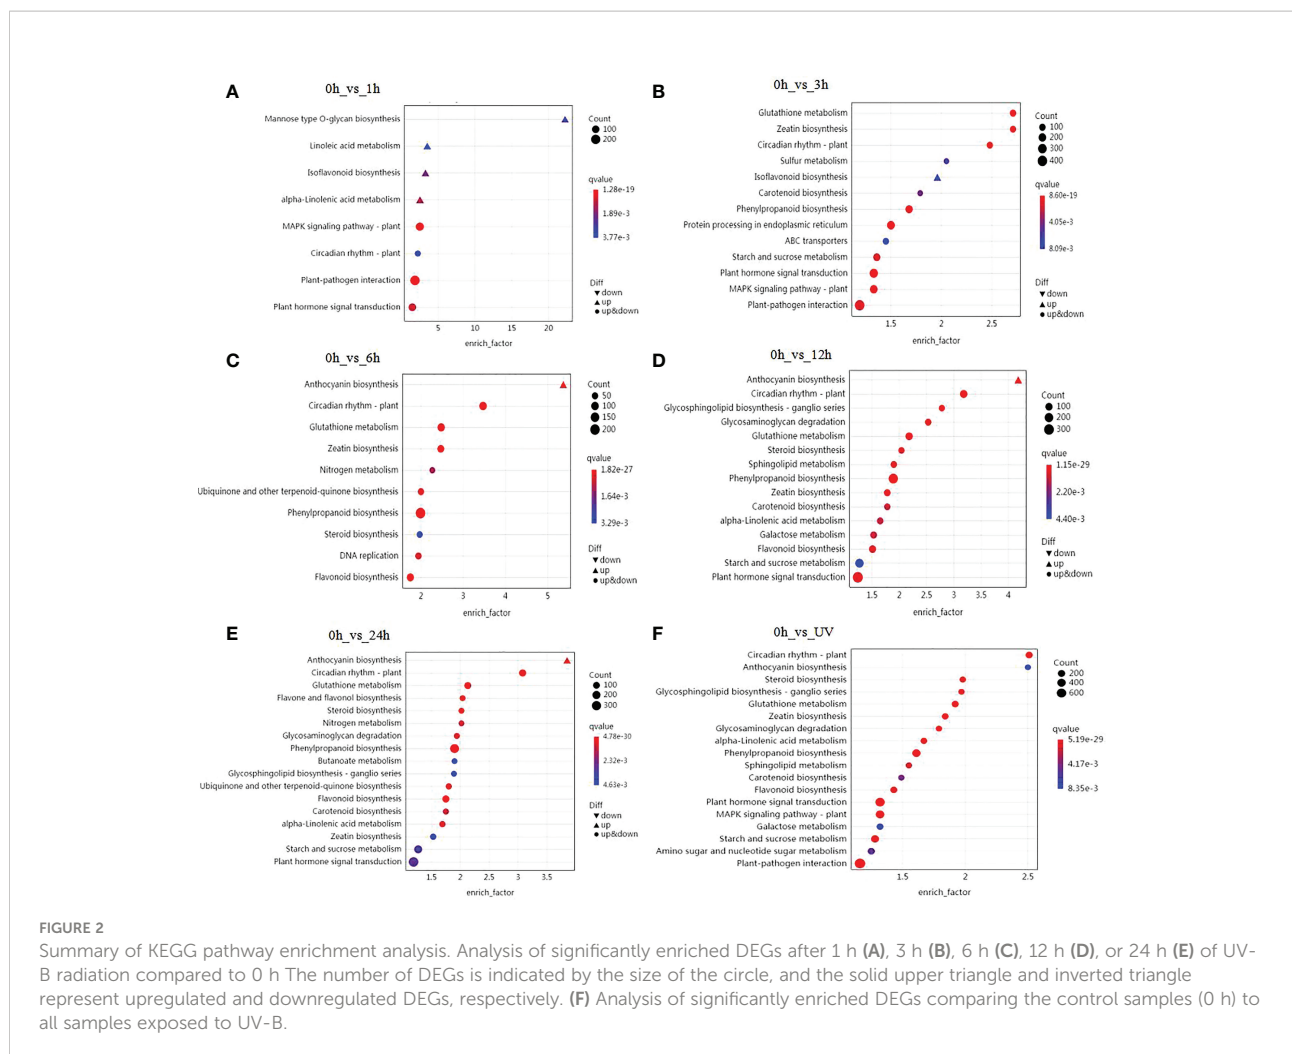 A
0h_vs_1h
Mannose type O-glycan biosynthesis
Linoleic acid metabolism
Isoflavonoid biosynthesis
alpha-Linolenic acid metabolism
MAPK signaling pathway - plant
Circadian rhythm - plant
Plant-pathogen interaction
Plant hormone signal transduction
5 10 15 20
enrich_factor
Count
100
200
qvalue
1.28e-19
1.89e-3
3.77e-3
Diff
down
up
up&down
B
0h_vs_3h
Glutathione metabolism
Zeatin biosynthesis
Circadian rhythm - plant
Sulfur metabolism
Isoflavonoid biosynthesis
Carotenoid biosynthesis
Phenylpropanoid biosynthesis
Protein processing in endoplasmic reticulum
ABC transporters
Starch and sucrose metabolism
Plant hormone signal transduction
MAPK signaling pathway - plant
Plant-pathogen interaction
1.5 2 2.5
enrich_factor
Count
100
200
300
400
qvalue
8.60e-19
4.05e-3
8.09e-3
Diff
down
up
up&down
C
0h_vs_6h
Anthocyanin biosynthesis
Circadian rhythm - plant
Glutathione metabolism
Zeatin biosynthesis
Nitrogen metabolism
Ubiquinone and other terpenoid-quinone biosynthesis
Phenylpropanoid biosynthesis
Steroid biosynthesis
DNA replication
Flavonoid biosynthesis
2 3 4 5
enrich_factor
Count
50
100
150
200
qvalue
1.82e-27
1.64e-3
3.29e-3
Diff
down
up
up&down
D
0h_vs_12h
Anthocyanin biosynthesis
Circadian rhythm - plant
Glycosphingolipid biosynthesis - ganglio series
Glycosaminoglycan degradation
Glutathione metabolism
Steroid biosynthesis
Sphingolipid metabolism
Phenylpropanoid biosynthesis
Zeatin biosynthesis
Carotenoid biosynthesis
alpha-Linolenic acid metabolism
Galactose metabolism
Flavonoid biosynthesis
Starch and sucrose metabolism
Plant hormone signal transduction
1.5 2 2.5 3 3.5 4
enrich_factor
Count
100
200
300
qvalue
1.15e-29
2.20e-3
4.40e-3
Diff
down
up
up&down
E
0h_vs_24h
Anthocyanin biosynthesis
Circadian rhythm - plant
Glutathione metabolism
Flavone and flavonol biosynthesis
Steroid biosynthesis
Nitrogen metabolism
Glycosaminoglycan degradation
Phenylpropanoid biosynthesis
Butanoate metabolism
Glycosphingolipid biosynthesis - ganglio series
Ubiquinone and other terpenoid-quinone biosynthesis
Flavonoid biosynthesis
Carotenoid biosynthesis
alpha-Linolenic acid metabolism
Zeatin biosynthesis
Starch and sucrose metabolism
Plant hormone signal transduction
1.5 2 2.5 3 3.5
enrich_factor
Count
100
200
300
qvalue
4.78e-10
2.32e-3
4.63e-3
Diff
down
up
up&down
F
0h_vs_UV
Circadian rhythm - plant
Anthocyanin biosynthesis
Steroid biosynthesis
Glycosphingolipid biosynthesis - ganglio series
Glutathione metabolism
Zeatin biosynthesis
Glycosaminoglycan degradation
alpha-Linolenic acid metabolism
Phenylpropanoid biosynthesis
Sphingolipid metabolism
Carotenoid biosynthesis
Flavonoid biosynthesis
Plant hormone signal transduction
MAPK signaling pathway - plant
Galactose metabolism
Starch and sucrose metabolism
Amino sugar and nucleotide sugar metabolism
Plant-pathogen interaction
1.5 2 2.5
enrich_factor
Count
200
400
600
qvalue
5.19e-29
4.17e-3
8.35e-3
FIGURE 2
Summary of KEGG pathway enrichment analysis. Analysis of significantly enriched DEGs after 1 h (A), 3 h (B), 6 h (C), 12 h (D), or 24 h (E) of UV-
B radiation compared to 0 h The number of DEGs is indicated by the size of the circle, and the solid upper triangle and inverted triangle
represent upregulated and downregulated DEGs, respectively. (F) Analysis of significantly enriched DEGs comparing the control samples (0 h) to
all samples exposed to UV-B.